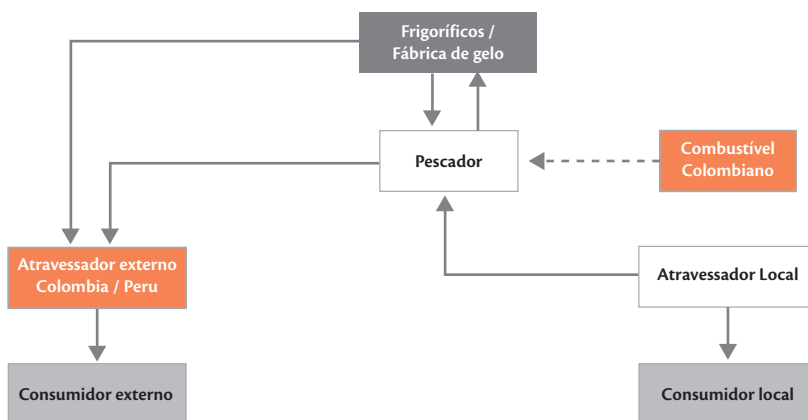 Frigoríficos /
Fábrica de gelo
Pescador
Combustível
Colombiano
Atravessador externo
Colombia / Peru
Atravessador Local
Consumidor externo
Consumidor local